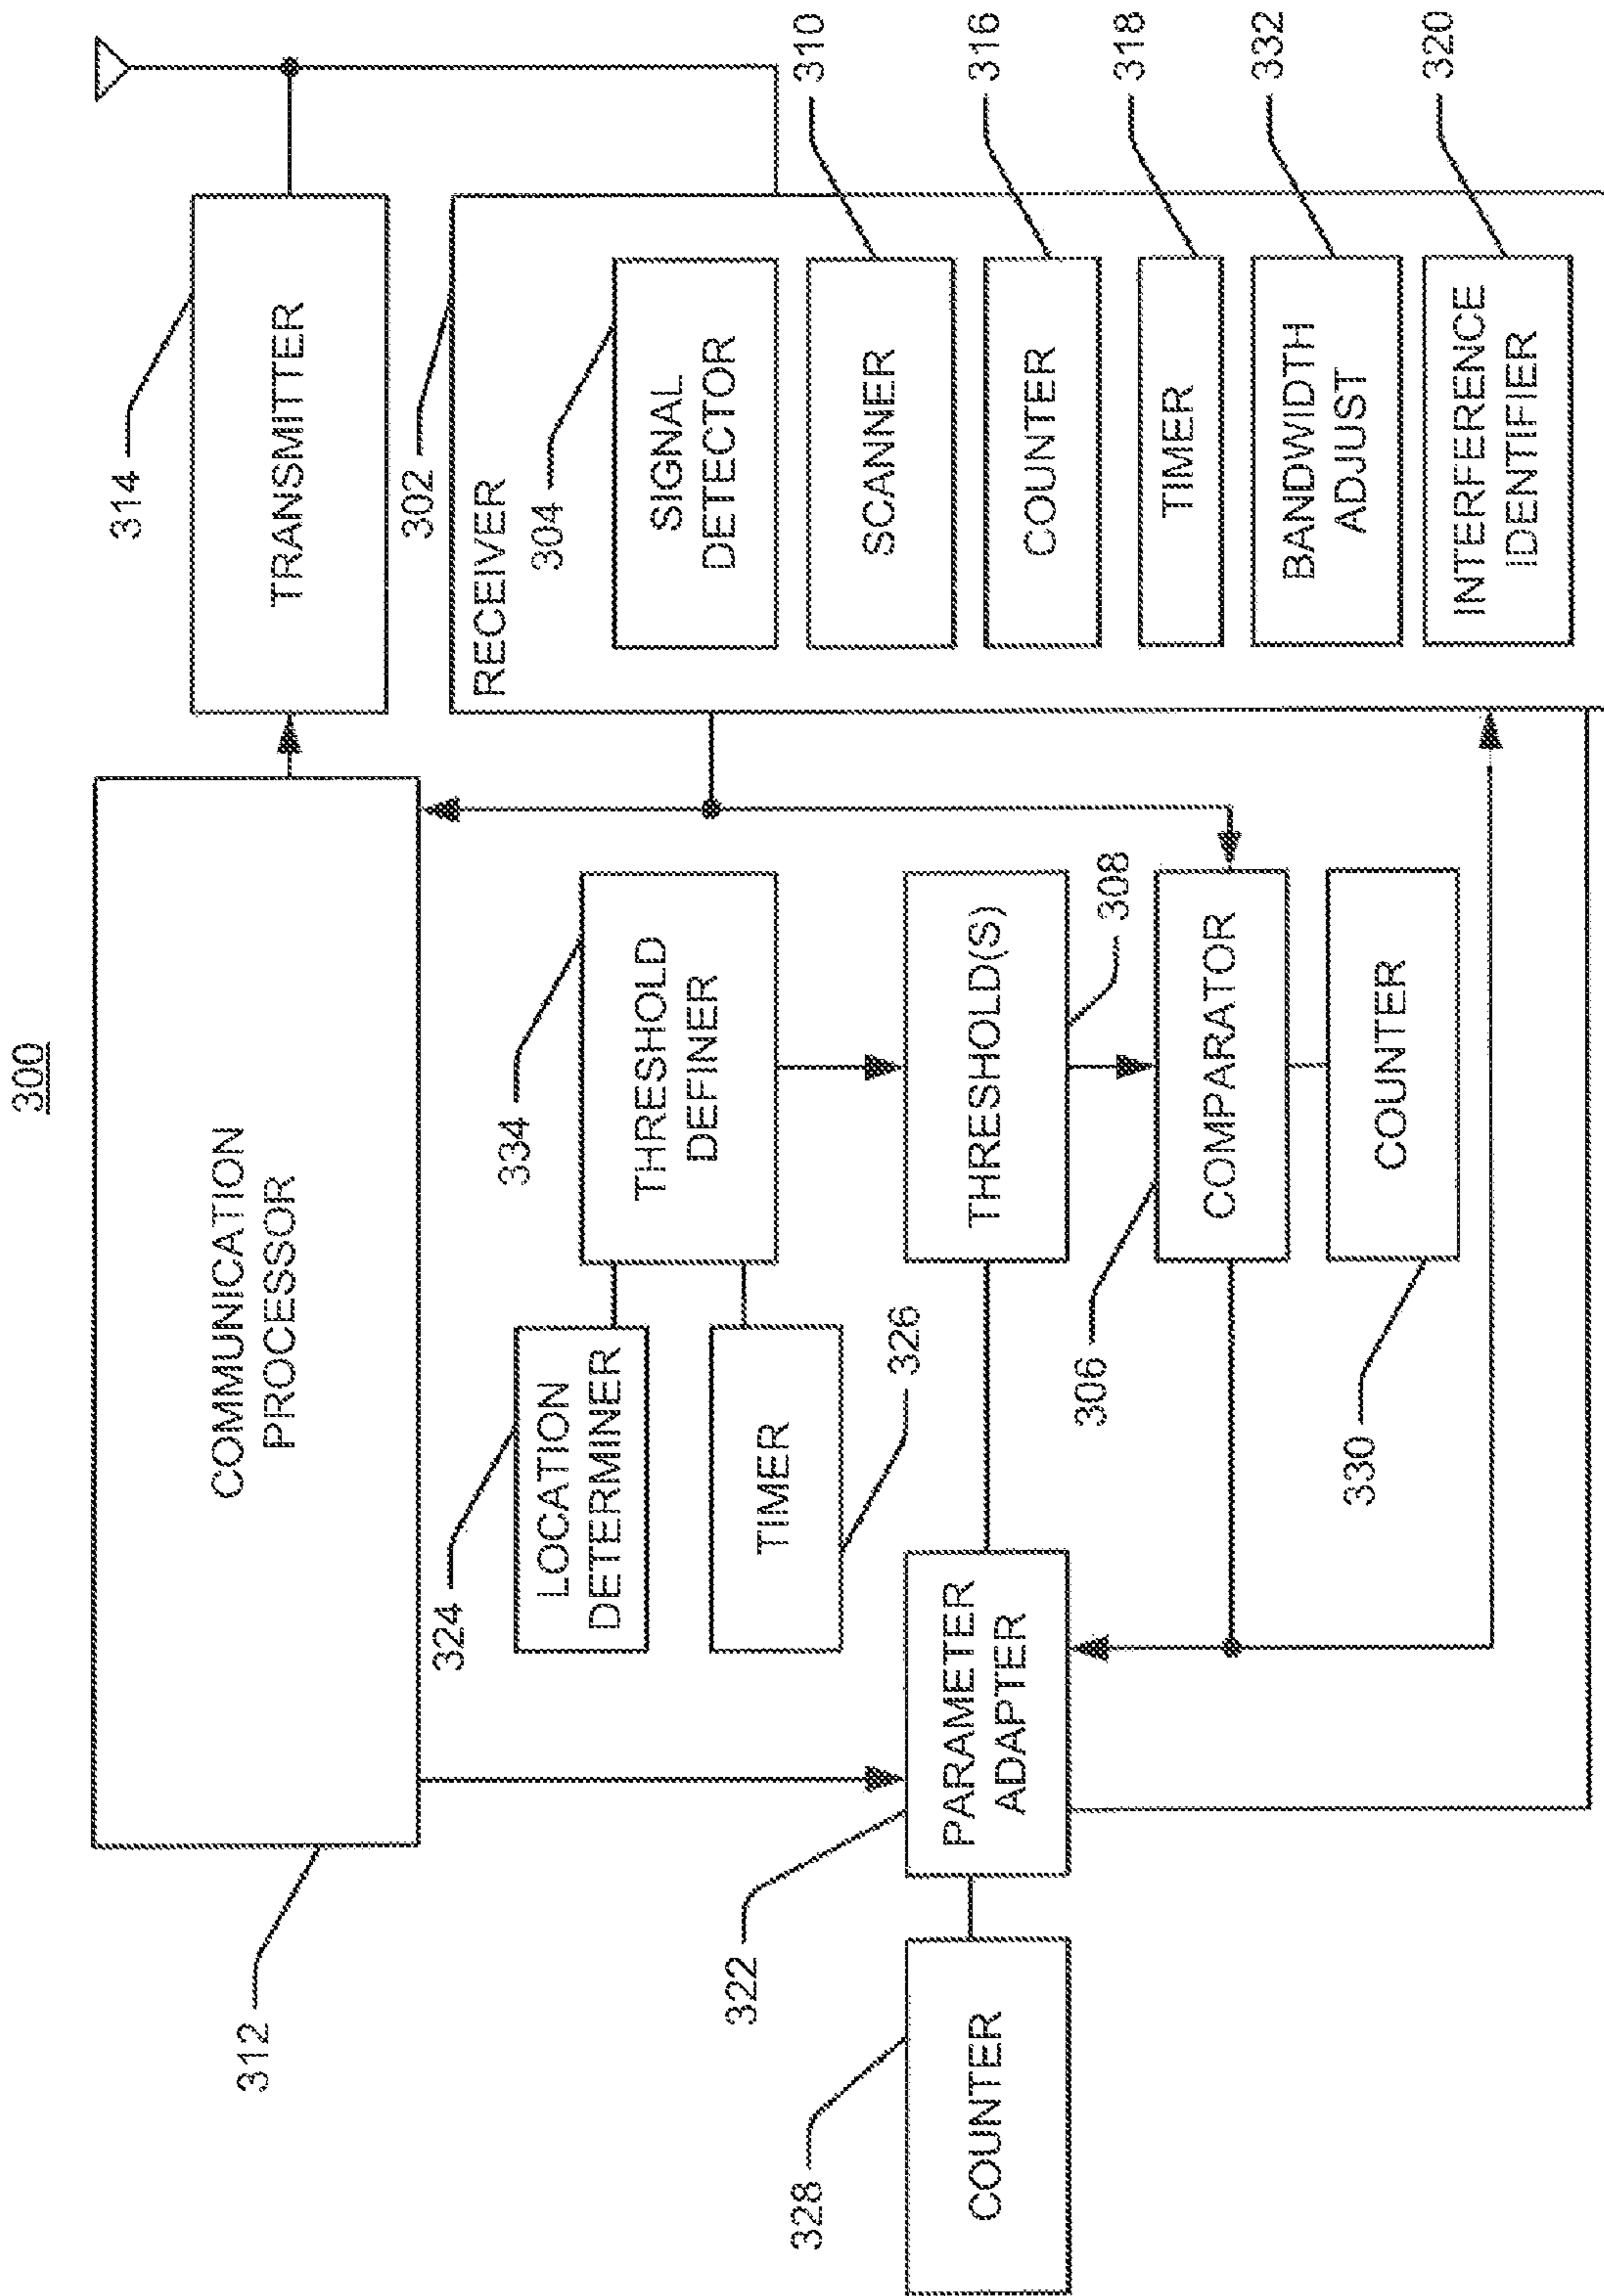 300
COMMUNICATION
PROCESSOR
312
314
TRANSMITTER
302
RECEIVER
304
SIGNAL
DETECTOR
SCANNER
310
COUNTER
316
TIMER
318
BANDWIDTH
ADJUST
332
INTERFERENCE
IDENTIFIER
320
334
THRESHOLD
DEFINER
324
LOCATION
DETERMINER
TIMER
326
THRESHOLD(S)
308
COMPARATOR
306
COUNTER
330
PARAMETER
ADAPTER
322
COUNTER
328